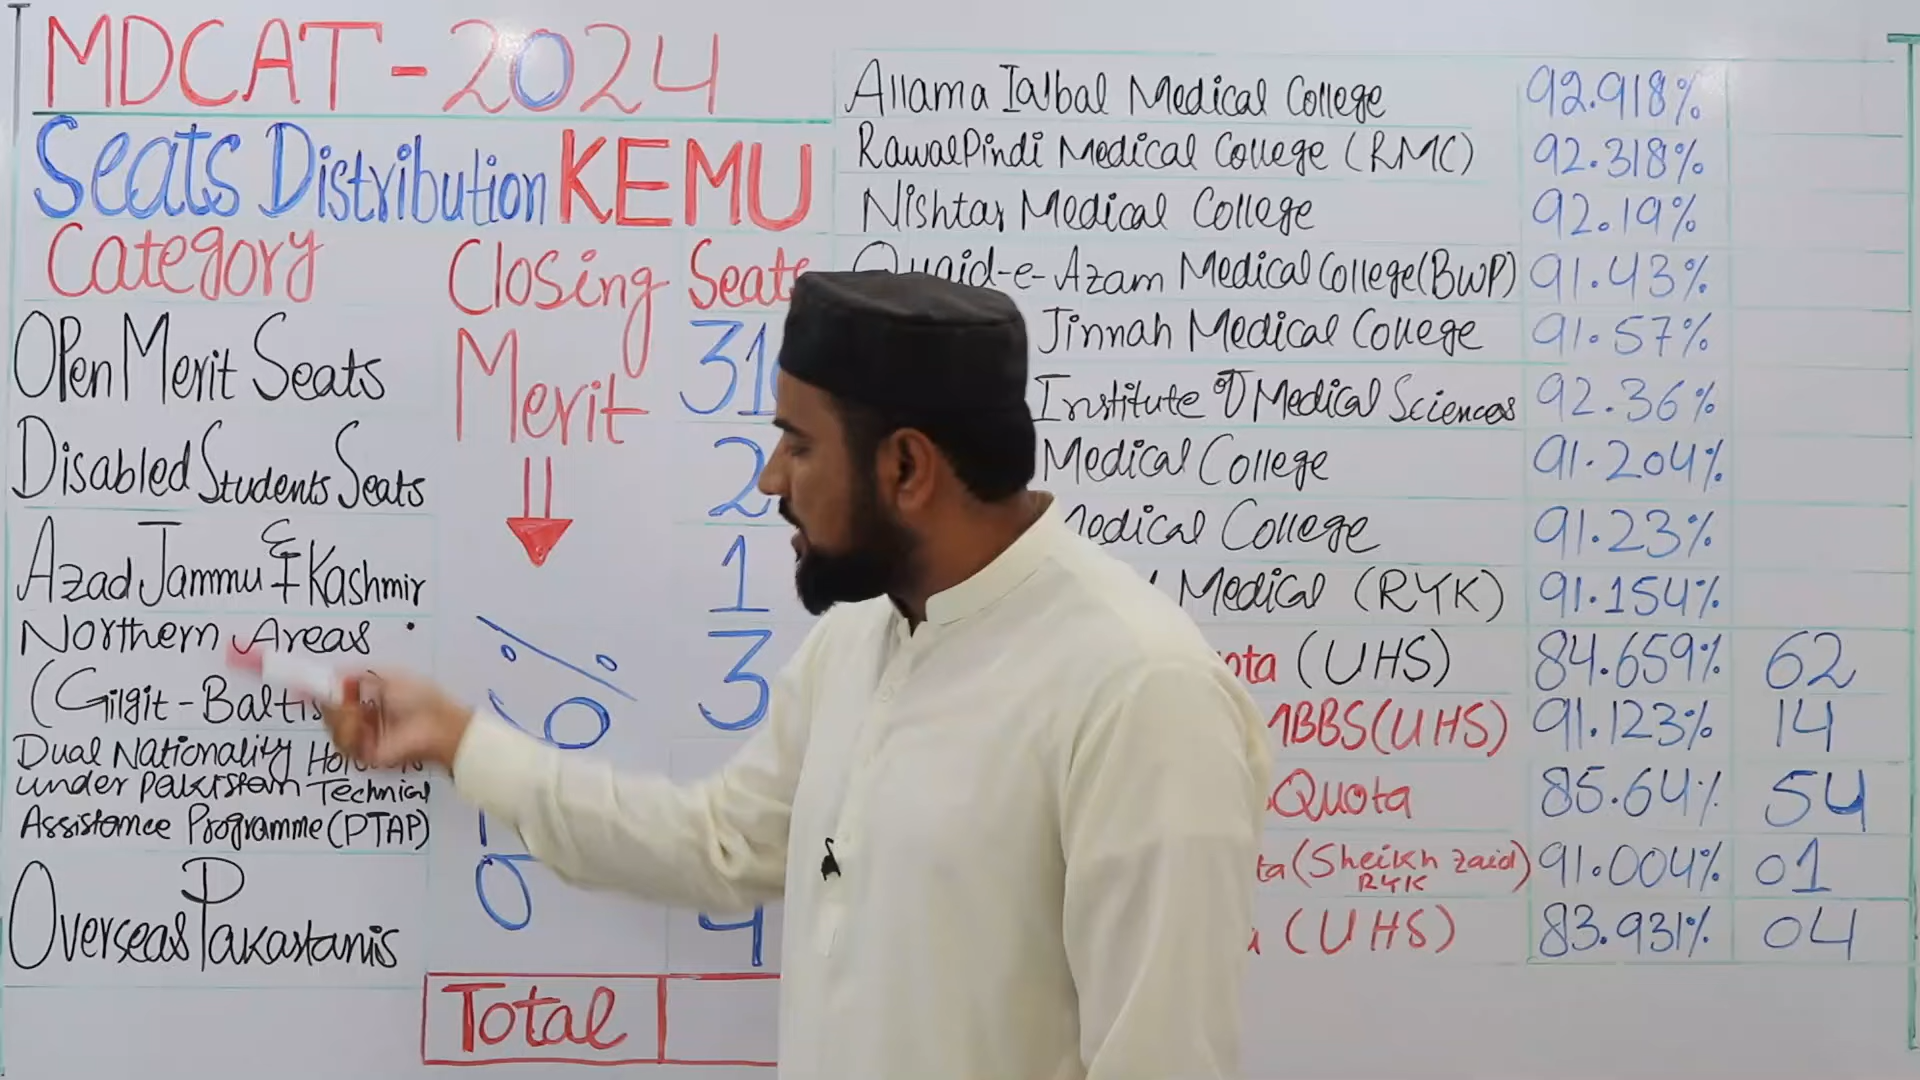 MDCAT - 2024
Seats Distribution KEMU
Category
Closing Merit
Seats
Open Merit Seats
Disabled Students Seats
2
Azad Jammu & Kashmir
1
Northern Areas
(Gilgit - 
3
Dual Nationality
under Pakistan Technical
Assistance Programme (PTAP)
Overseas Pakastanis
4
%
Total
Allama Iqbal Medical College 92.918%
RawalPindi Medical College (RMC) 92.318%
Nishtar Medical College 92.19%
Quaid-e-Azam Medical College (BWP) 91.43%
Jinnah Medical College 91.57%
Institute of Medical Sciences 92.36%
Medical College 91.204%
Medical College 91.23%
Medical (RYK) 91.154%
(UHS) 84.659% 62
MBBS (UHS) 91.123% 14
Quota 85.64% 54
(Sheikh Zaid) RYK 91.004% 01
(UHS) 83.931% 04